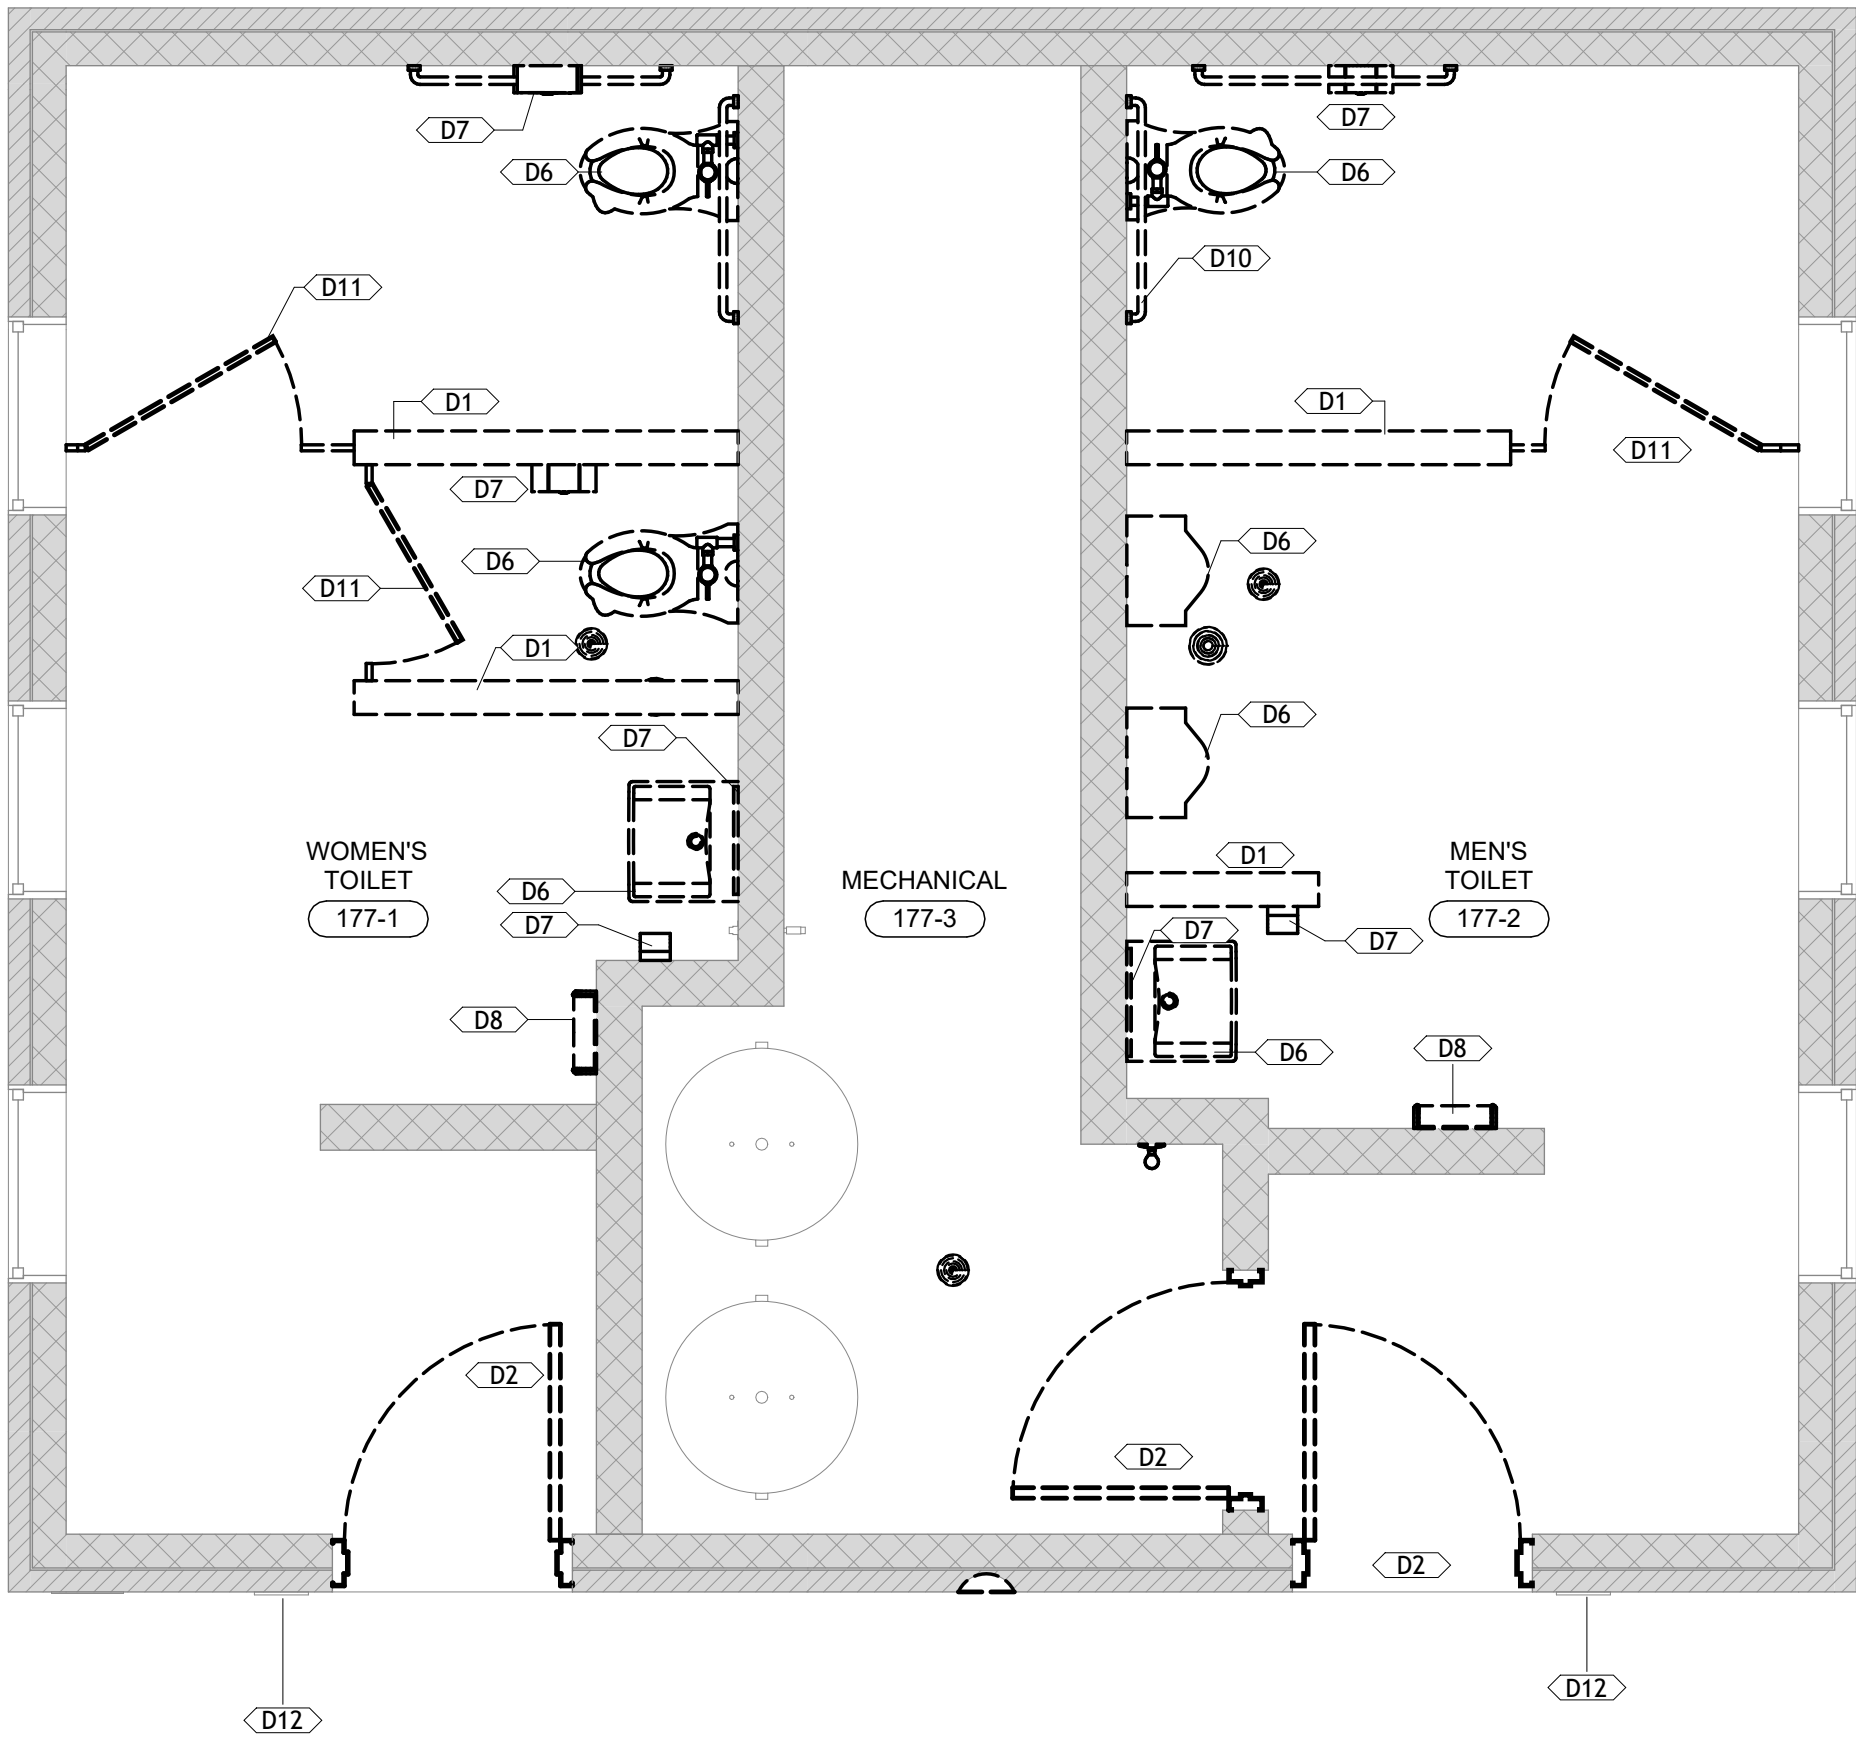 D7
D7
D6
D6
D10
D11
D1
D1
D11
D7
D6
D6
D11
D1
D6
D7
WOMEN'S
TOILET
177-1
MECHANICAL
177-3
MEN'S
TOILET
177-2
D1
D6
D7
D7
D7
D8
D6
D8
D2
D2
D2
D12
D12